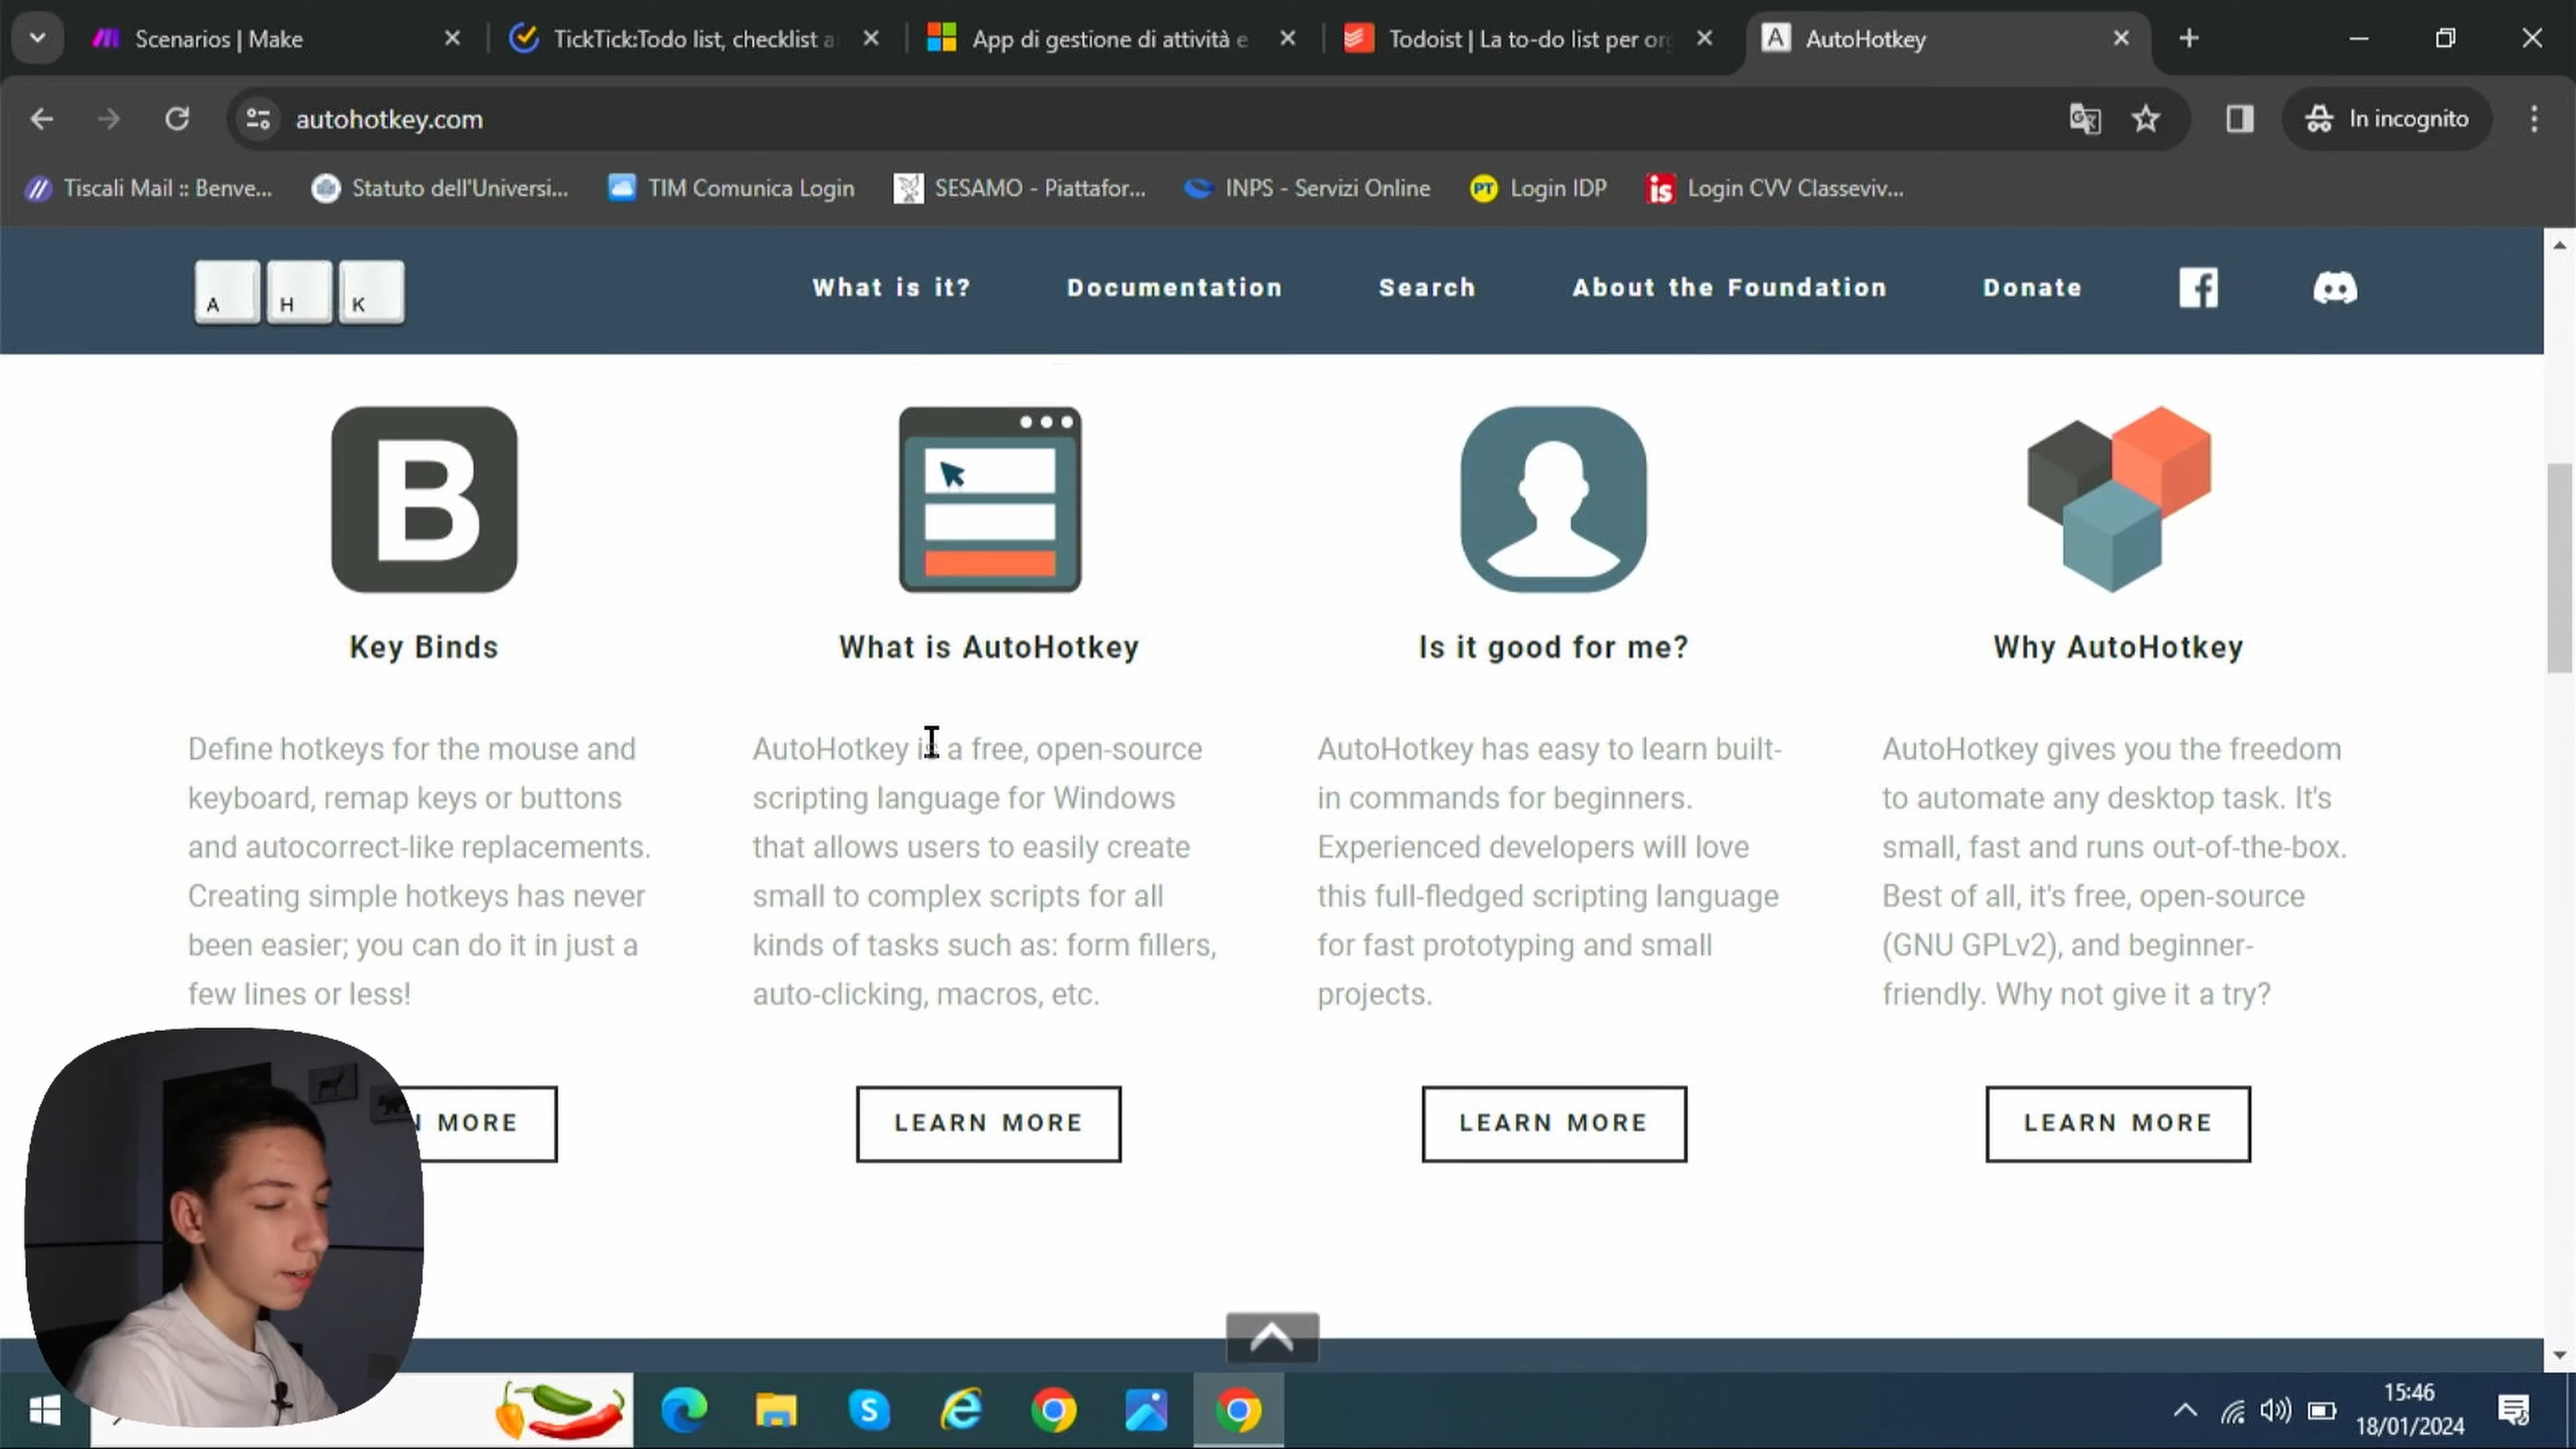 Scenarios | Make
TickTick:Todo list, checklist a
App di gestione di attività e
Todoist | La to-do list per org
A
AutoHotkey
autohotkey.com
In incognito
Tiscali Mail :: Benve...
Statuto dell'Universi...
TIM Comunica Login
SESAMO - Piattafor...
INPS - Servizi Online
PT
Login IDP
is
Login CVV Classeviv...
A H K
What is it?
Documentation
Search
About the Foundation
Donate
B
Key Binds
Define hotkeys for the mouse and
keyboard, remap keys or buttons
and autocorrect-like replacements.
Creating simple hotkeys has never
been easier; you can do it in just a
few lines or less!
MORE
What is AutoHotkey
AutoHotkey is a free, open-source
scripting language for Windows
that allows users to easily create
small to complex scripts for all
kinds of tasks such as: form fillers,
auto-clicking, macros, etc.
LEARN MORE
Is it good for me?
AutoHotkey has easy to learn built-
in commands for beginners.
Experienced developers will love
this full-fledged scripting language
for fast prototyping and small
projects.
LEARN MORE
Why AutoHotkey
AutoHotkey gives you the freedom
to automate any desktop task. It's
small, fast and runs out-of-the-box.
Best of all, it's free, open-source
(GNU GPLv2), and beginner-
friendly. Why not give it a try?
LEARN MORE
15:46
18/01/2024